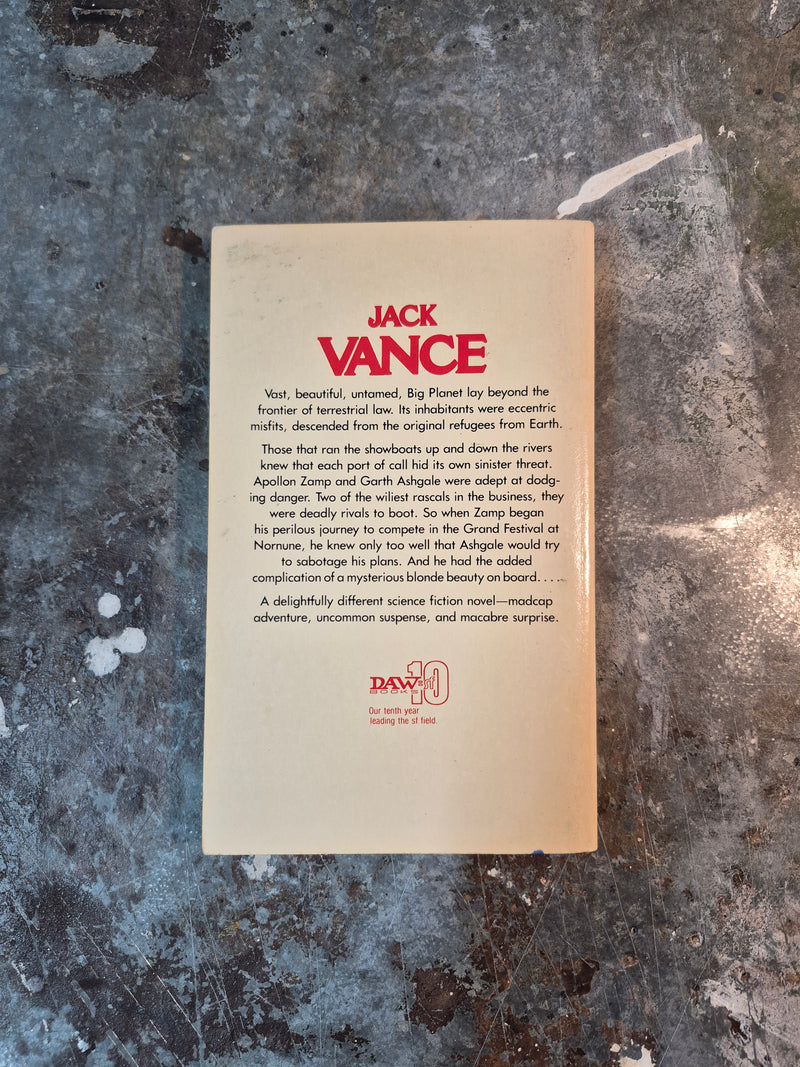 JACK
VANCE
Vast, beautiful, untamed, Big Planet lay beyond the
frontier of terrestrial law. Its inhabitants were eccentric
misfits, descended from the original refugees from Earth.
Those that ran the showboats up and down the rivers
knew that each port of call hid its own sinister threat.
Apollon Zamp and Garth Ashgale were adept at dodg-
ing danger. Two of the wiliest rascals in the business, they
were deadly rivals to boot. So when Zamp began
his perilous journey to compete in the Grand Festival at
Nornune, he knew only too well that Ashgale would try
to sabotage his plans. And he had the added
complication of a mysterious blonde beauty on board. . . .
A delightfully different science fiction novel—madcap
adventure, uncommon suspense, and macabre surprise.
DAW sf 10
BOOKS
Our tenth year
leading the sf field.